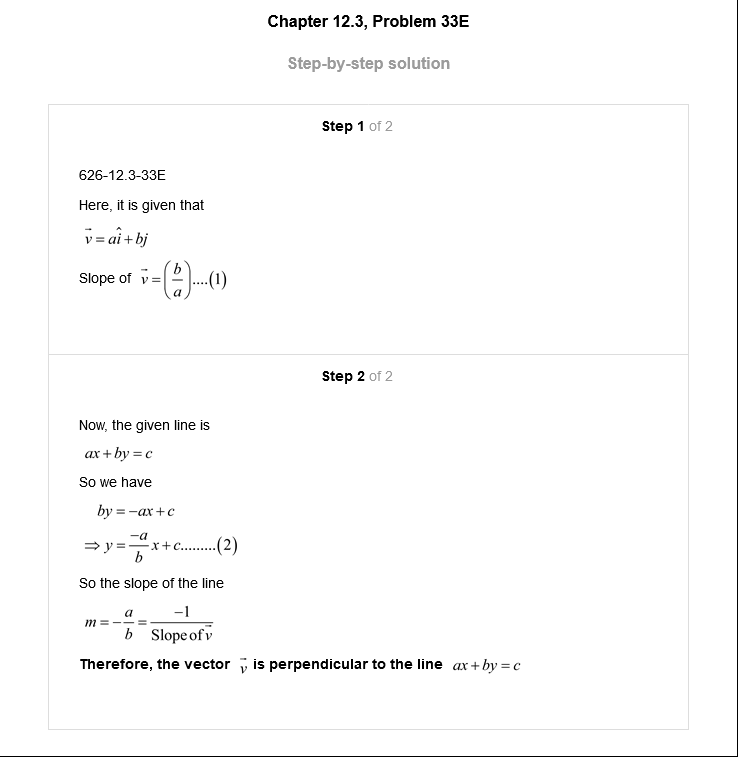 Chapter 12.3, Problem 33E
Step-by-step solution
Step 1 of 2
626-12.3-33E
Here, it is given that
$\vec{v} = a\hat{i} + bj$
Slope of $\vec{v} = \left(\frac{b}{a}\right)....(1)$
Step 2 of 2
Now, the given line is
$ax + by = c$
So we have
$by = -ax + c$
$\Rightarrow y = \frac{-a}{b}x + c.........(2)$
So the slope of the line
$m = -\frac{a}{b} = \frac{-1}{\text{Slope of } \vec{v}}$
Therefore, the vector $\vec{v}$ is perpendicular to the line $ax + by = c$